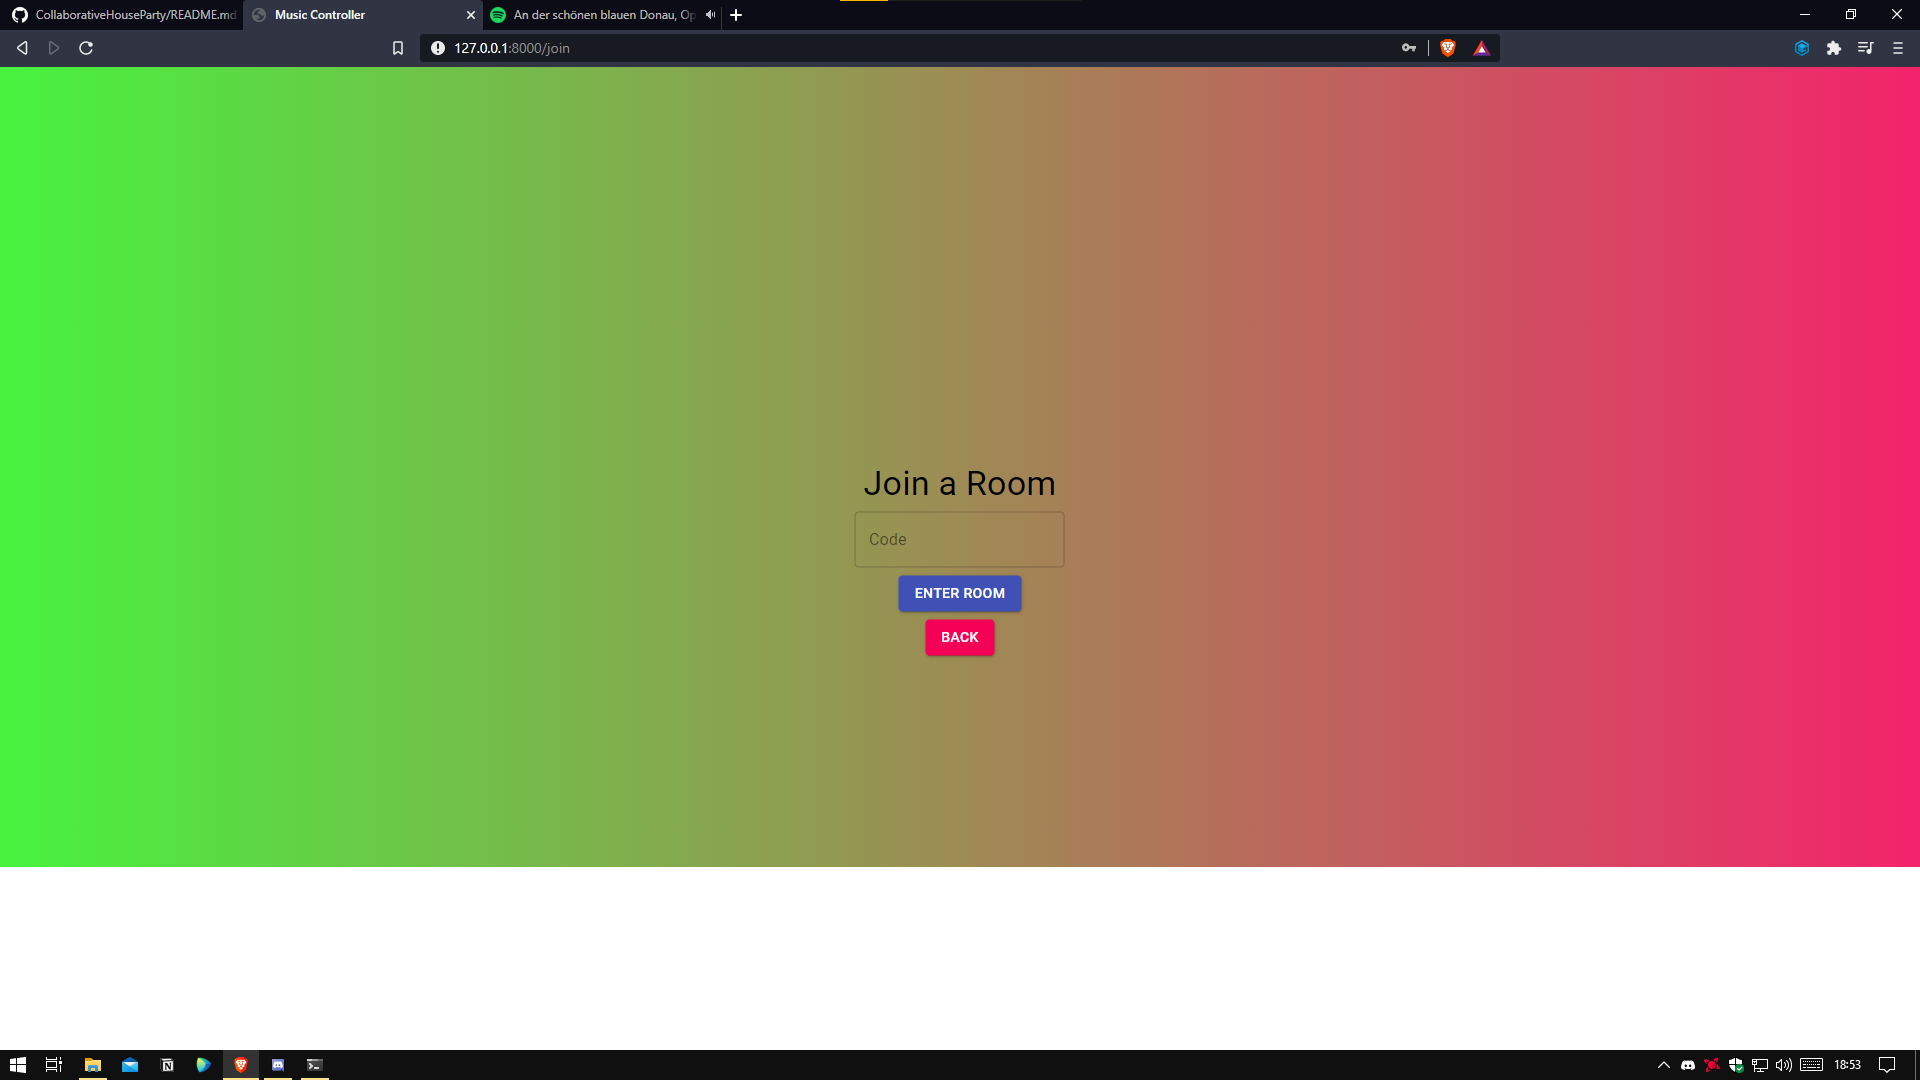 CollaborativeHouseParty/README.md
Music Controller
An der schönen blauen Donau, Op
127.0.0.1:8000/join
Join a Room
Code
ENTER ROOM
BACK
18:53